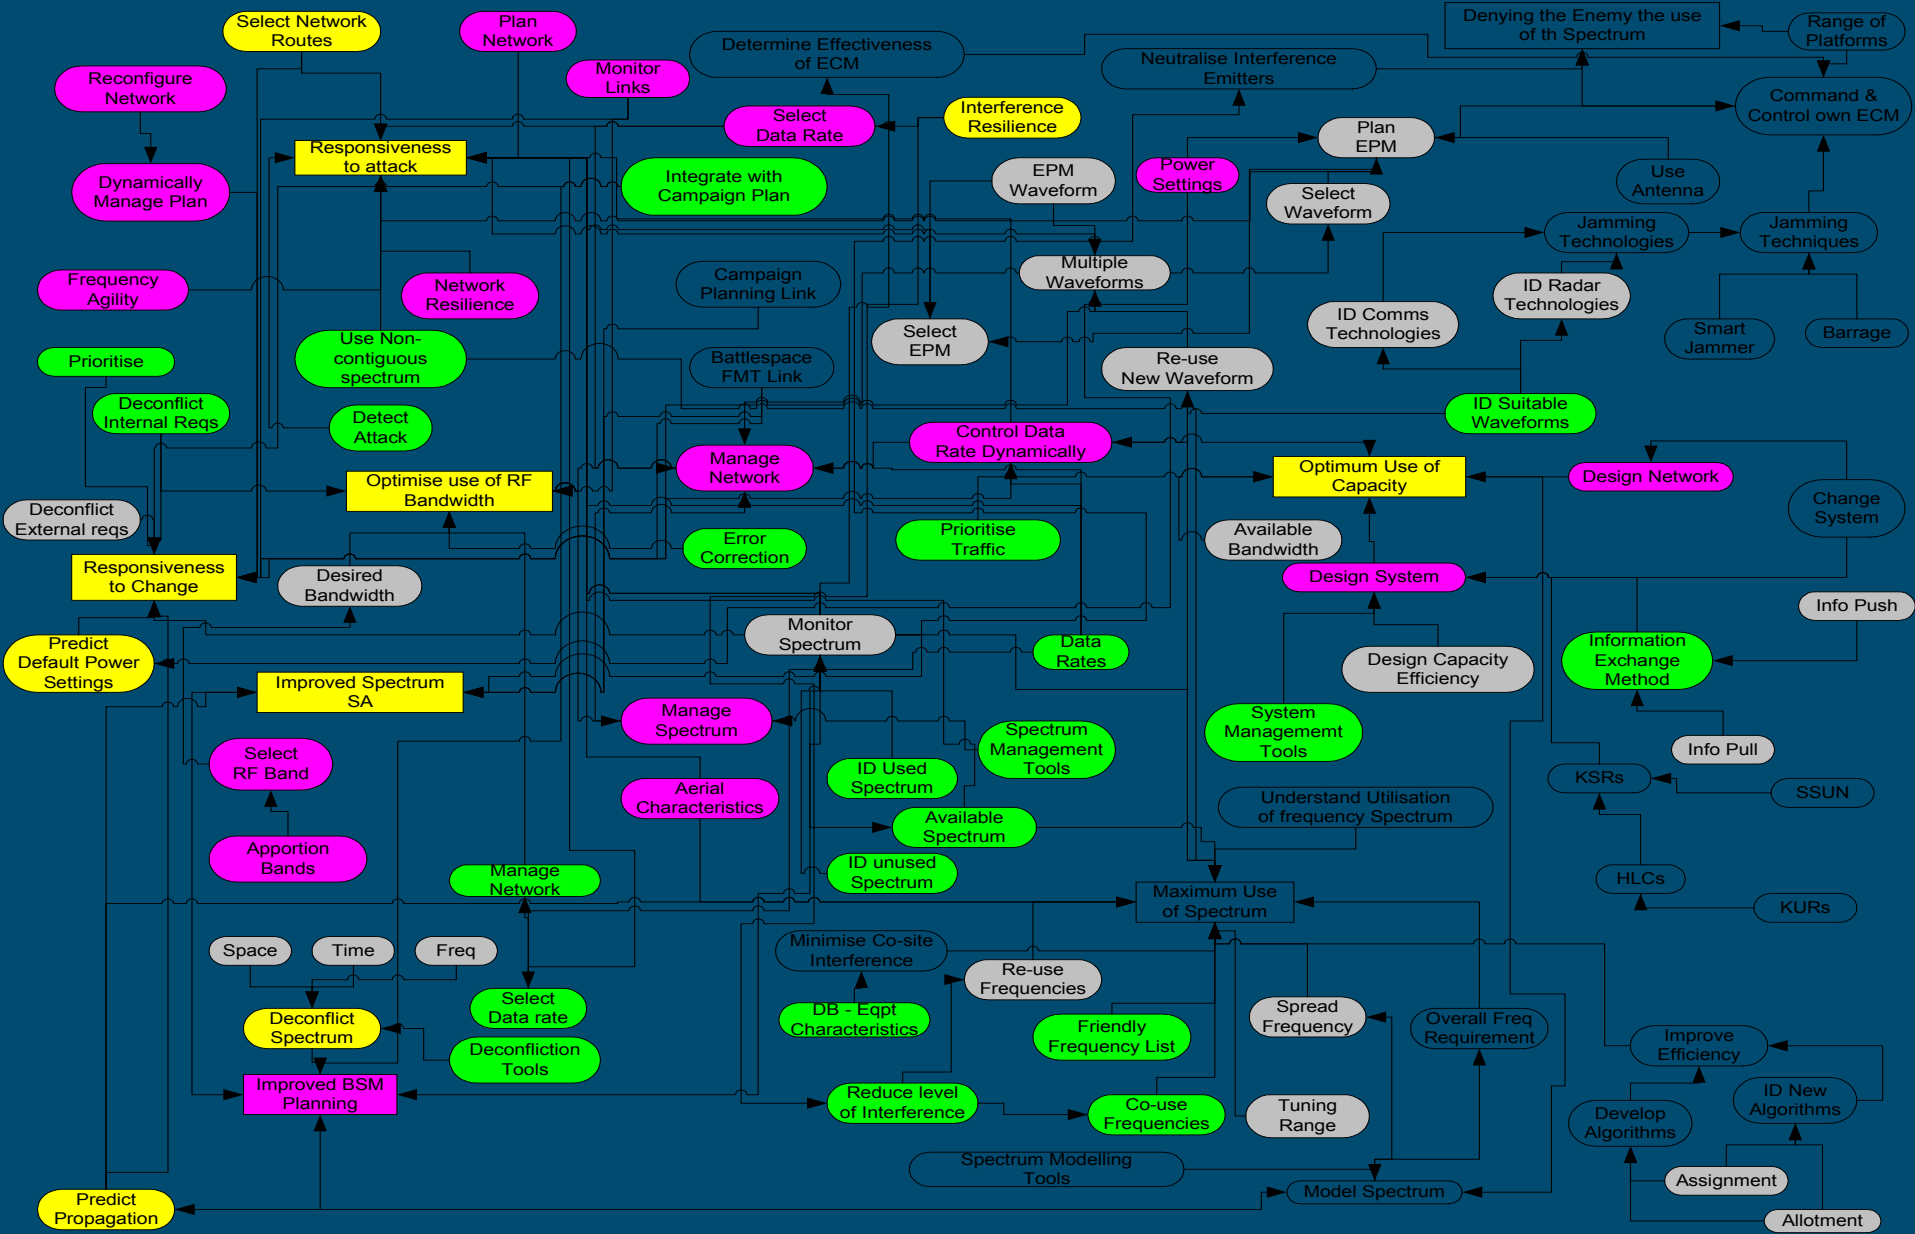 Select Network
Routes
Plan
Network
Reconfigure
Network
Monitor
Links
Determine Effectiveness
of ECM
Neutralise Interference
Emitters
Denying the Enemy the use
of th Spectrum
Range of
Platforms
Select
Data Rate
Interference
Resilience
Command &
Control own ECM
Plan
EPM
Responsiveness
to attack
Dynamically
Manage Plan
Integrate with
Campaign Plan
EPM
Waveform
Power
Settings
Select
Waveform
Use
Antenna
Jamming
Technologies
Jamming
Techniques
Frequency
Agility
Network
Resilience
Campaign
Planning Link
Multiple
Waveforms
ID Radar
Technologies
ID Comms
Technologies
Smart
Jammer
Barrage
Select
EPM
Use Non-
contiguous
spectrum
Prioritise
Battlespace
FMT Link
Re-use
New Waveform
Deconflict
Internal Reqs
Detect
Attack
ID Suitable
Waveforms
Control Data
Rate Dynamically
Manage
Network
Optimise use of RF
Bandwidth
Optimum Use of
Capacity
Design Network
Change
System
Deconflict
External reqs
Error
Correction
Prioritise
Traffic
Available
Bandwidth
Responsiveness
to Change
Desired
Bandwidth
Design System
Info Push
Predict
Default Power
Settings
Monitor
Spectrum
Data
Rates
Design Capacity
Efficiency
Information
Exchange
Method
Improved Spectrum
SA
Manage
Spectrum
System
Managememt
Tools
Spectrum
Management
Tools
Info Pull
Select
RF Band
ID Used
Spectrum
KSRs
SSUN
Aerial
Characteristics
Understand Utilisation
of frequency Spectrum
Available
Spectrum
Apportion
Bands
Manage
Network
ID unused
Spectrum
HLCs
KURs
Maximum Use
of Spectrum
Space
Time
Freq
Minimise Co-site
Interference
Re-use
Frequencies
Select
Data rate
DB - Eqpt
Characteristics
Spread
Frequency
Overall Freq
Requirement
Deconflict
Spectrum
Friendly
Frequency List
Improve
Efficiency
Deconfliction
Tools
Improved BSM
Planning
Reduce level
of Interference
Co-use
Frequencies
Tuning
Range
ID New
Algorithms
Develop
Algorithms
Spectrum Modelling
Tools
Model Spectrum
Assignment
Predict
Propagation
Allotment